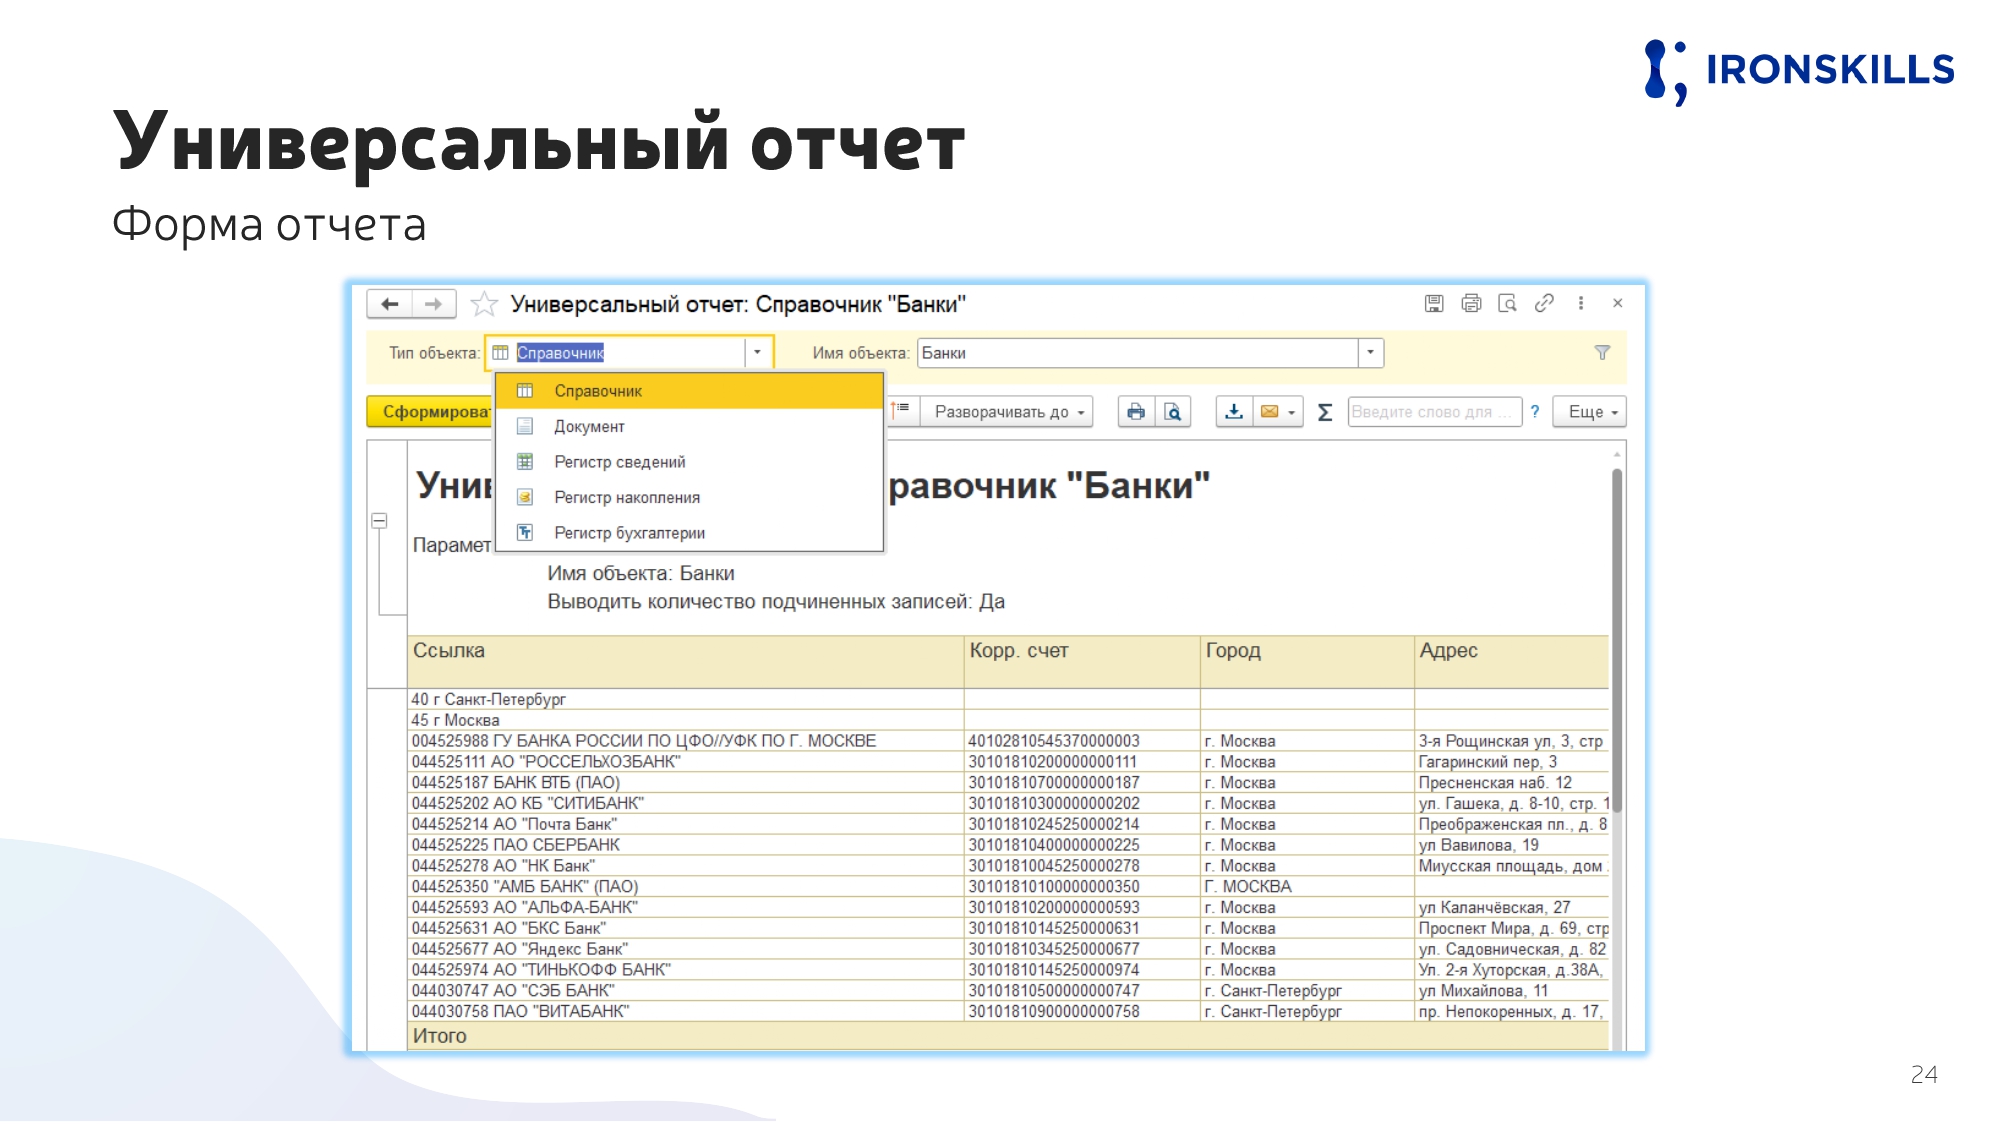 IRONSKILLS
Универсальный отчет
Форма отчета
Универсальный отчет: Справочник "Банки"
Тип объекта: Справочник Имя объекта: Банки
Справочник
Документ
Регистр сведений
Регистр накопления
Регистр бухгалтерии
Сформироват Разворачивать до Σ Введите слово для ... ? Еще
Уни равочник "Банки"
Парамет
Имя объекта: Банки
Выводить количество подчиненных записей: Да
Ссылка Корр. счет Город Адрес
40 г Санкт-Петербург
45 г Москва
004525988 ГУ БАНКА РОССИИ ПО ЦФО//УФК ПО Г. МОСКВЕ 40102810545370000003 г. Москва 3-я Рощинская ул, 3, стр
044525111 АО "РОССЕЛЬХОЗБАНК" 30101810200000000111 г. Москва Гагаринский пер, 3
044525187 БАНК ВТБ (ПАО) 30101810700000000187 г. Москва Пресненская наб. 12
044525202 АО КБ "СИТИБАНК" 30101810300000000202 г. Москва ул. Гашека, д. 8-10, стр. 1
044525214 АО "Почта Банк" 30101810245250000214 г. Москва Преображенская пл., д. 8
044525225 ПАО СБЕРБАНК 30101810400000000225 г. Москва ул Вавилова, 19
044525278 АО "НК Банк" 30101810045250000278 г. Москва Миусская площадь, дом
044525350 "АМБ БАНК" (ПАО) 30101810100000000350 Г. МОСКВА
044525593 АО "АЛЬФА-БАНК" 30101810200000000593 г. Москва ул Каланчёвская, 27
044525631 АО "БКС Банк" 30101810145250000631 г. Москва Проспект Мира, д. 69, стр
044525677 АО "Яндекс Банк" 30101810345250000677 г. Москва ул. Садовническая, д. 82
044525974 АО "ТИНЬКОФФ БАНК" 30101810145250000974 г. Москва Ул. 2-я Хуторская, д.38А,
044030747 АО "СЭБ БАНК" 30101810500000000747 г. Санкт-Петербург ул Михайлова, 11
044030758 ПАО "ВИТАБАНК" 30101810900000000758 г. Санкт-Петербург пр. Непокоренных, д. 17,
Итого
24